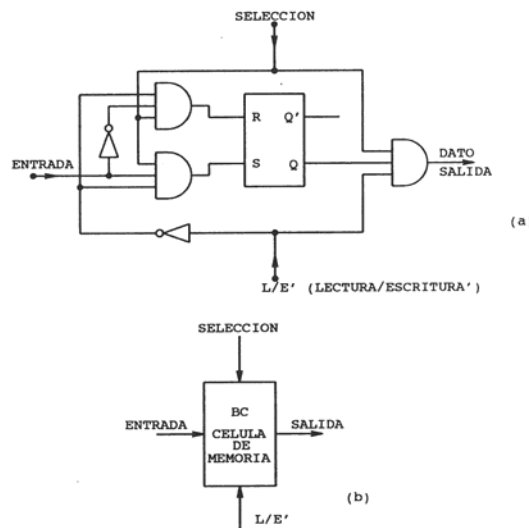 SELECCION
R Q'
S Q
ENTRADA
DATO
SALIDA
(a
L/E' (LECTURA/ESCRITURA')
SELECCION
BC
CELULA
DE
MEMORIA
ENTRADA
SALIDA
(b)
L/E'